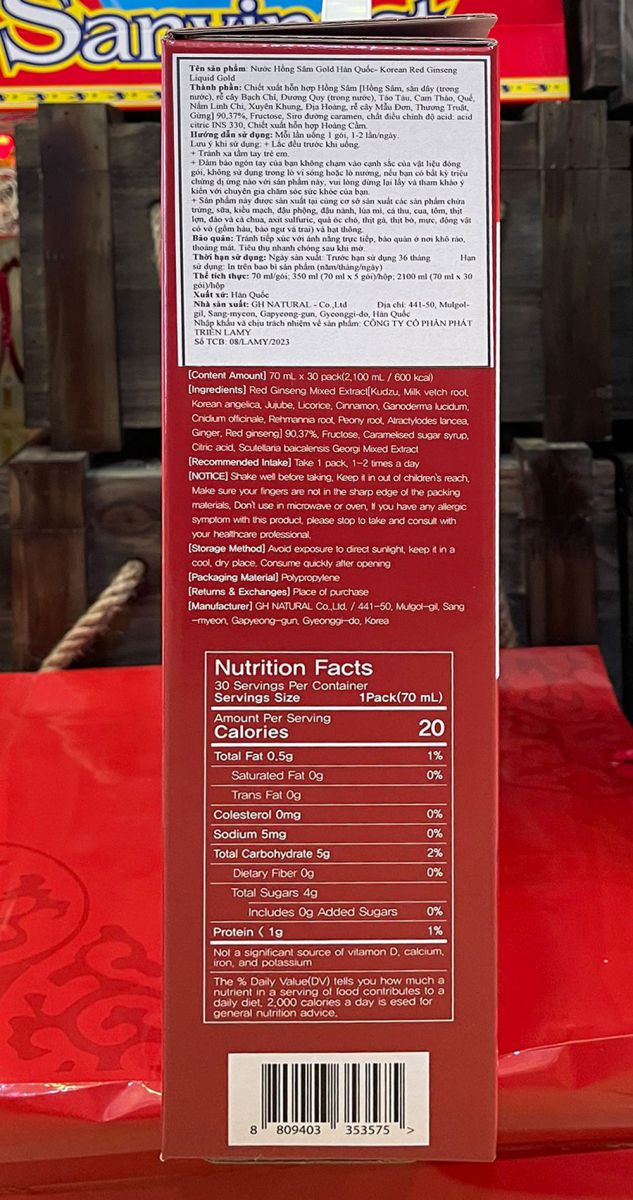 Sanvinest
Tên sản phẩm: Nước Hồng Sâm Gold Hàn Quốc- Korean Red Ginseng
Liquid Gold
Thành phần: Chiết xuất hỗn hợp Hồng Sâm [Hồng Sâm, sắn dây (trong
nước), rễ cây Bạch Chỉ, Đương Quy (trong nước), Táo Tàu, Cam Thảo, Quế,
Nấm Linh Chi, Xuyên Khung, Địa Hoàng, rễ cây Mẫu Đơn, Thương Truật,
Gừng] 90,37%, Fructose, Siro đường caramen, chất điều chỉnh độ acid: acid
citric INS 330, Chiết xuất hỗn hợp Hoàng Cầm.
Hướng dẫn sử dụng: Mỗi lần uống 1 gói, 1-2 lần/ngày.
Lưu ý khi sử dụng: + Lắc đều trước khi uống.
+ Tránh xa tầm tay trẻ em.
+ Đảm bảo ngón tay của bạn không chạm vào cạnh sắc của vật liệu đóng
gói, không sử dụng trong lò vi sóng hoặc lò nướng, nếu bạn có bất kỳ triệu
chứng dị ứng nào với sản phẩm này, vui lòng dừng lại lấy và tham khảo ý
kiến với chuyên gia chăm sóc sức khỏe của bạn.
+ Sản phẩm này được sản xuất tại cùng cơ sở sản xuất các sản phẩm chứa
trứng, sữa, kiều mạch, đậu phộng, đậu nành, lúa mì, cá thu, cua, tôm, thịt
lợn, đào và cà chua, axit sulfuric, quả óc chó, thịt gà, thịt bò, mực, động vật
có vỏ (gồm hàu, bào ngư và trai) và hạt thông.
Bảo quản: Tránh tiếp xúc với ánh nắng trực tiếp, bảo quản ở nơi khô ráo,
thoáng mát. Tiêu thụ nhanh chóng sau khi mở.
Thời hạn sử dụng: Ngày sản xuất: Trước hạn sử dụng 36 tháng Hạn
sử dụng: In trên bao bì sản phẩm (năm/tháng/ngày)
Thể tích thực: 70 ml/gói; 350 ml (70 ml x 5 gói)/hộp; 2100 ml (70 ml x 30
gói)/hộp
Xuất xứ: Hàn Quốc
Nhà sản xuất: GH NATURAL - Co.,Ltd Địa chỉ: 441-50, Mulgol-
gil, Sang-myeon, Gapyeong-gun, Gyeonggi-do, Hàn Quốc
Nhập khẩu và chịu trách nhiệm về sản phẩm: CÔNG TY CỔ PHẦN PHÁT
TRIỂN LAMY
Số TCB: 08/LAMY/2023
[Content Amount] 70 mL x 30 pack(2,100 mL / 600 kcal)
[Ingredients] Red Ginseng Mixed Extract[Kudzu, Milk vetch root,
Korean angelica, Jujube, Licorice, Cinnamon, Ganoderma lucidum,
Cnidium officinale, Rehmannia root, Peony root, Atractylodes lancea,
Ginger, Red ginseng] 90,37%, Fructose, Caramelised sugar syrup,
Citric acid, Scutellaria baicalensis Georgi Mixed Extract
[Recommended Intake] Take 1 pack, 1-2 times a day
[NOTICE] Shake well before taking, Keep it in out of children's reach,
Make sure your fingers are not in the sharp edge of the packing
materials, Don't use in microwave or oven, If you have any allergic
symptom with this product, please stop to take and consult with
your healthcare professional,
[Storage Method] Avoid exposure to direct sunlight, keep it in a
cool, dry place, Consume quickly after opening
[Packaging Material] Polypropylene
[Returns & Exchanges] Place of purchase
[Manufacturer] GH NATURAL Co.,Ltd, / 441-50, Mulgol-gil, Sang
-myeon, Gapyeong-gun, Gyeonggi-do, Korea
Nutrition Facts
30 Servings Per Container
Servings Size 1Pack(70 mL)
Amount Per Serving
Calories 20
Total Fat 0.5g 1%
Saturated Fat 0g 0%
Trans Fat 0g
Colesterol 0mg 0%
Sodium 5mg 0%
Total Carbohydrate 5g 2%
Dietary Fiber 0g 0%
Total Sugars 4g
Includes 0g Added Sugars 0%
Protein < 1g 1%
Not a significant source of vitamon D, calcium,
iron, and potassium
The % Daily Value(DV) tells you how much a
nutrient in a serving of food contributes to a
daily diet, 2,000 calories a day is esed for
general nutrition advice.
8 809403 353575 >